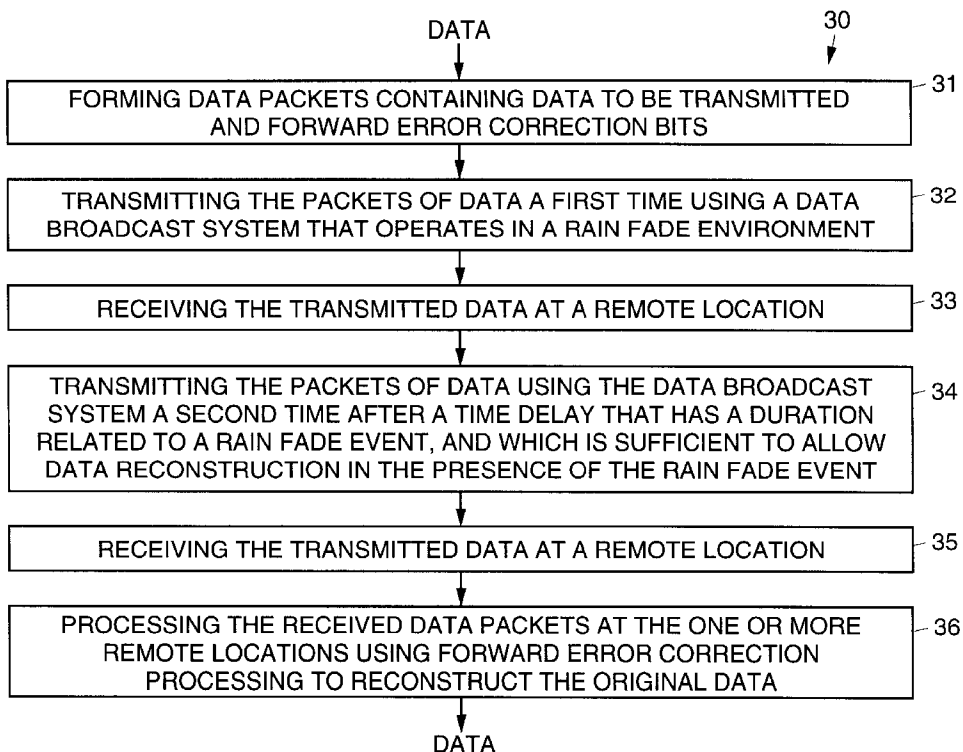 30
DATA
31
FORMING DATA PACKETS CONTAINING DATA TO BE TRANSMITTED
AND FORWARD ERROR CORRECTION BITS
32
TRANSMITTING THE PACKETS OF DATA A FIRST TIME USING A DATA
BROADCAST SYSTEM THAT OPERATES IN A RAIN FADE ENVIRONMENT
33
RECEIVING THE TRANSMITTED DATA AT A REMOTE LOCATION
34
TRANSMITTING THE PACKETS OF DATA USING THE DATA BROADCAST
SYSTEM A SECOND TIME AFTER A TIME DELAY THAT HAS A DURATION
RELATED TO A RAIN FADE EVENT, AND WHICH IS SUFFICIENT TO ALLOW
DATA RECONSTRUCTION IN THE PRESENCE OF THE RAIN FADE EVENT
35
RECEIVING THE TRANSMITTED DATA AT A REMOTE LOCATION
36
PROCESSING THE RECEIVED DATA PACKETS AT THE ONE OR MORE
REMOTE LOCATIONS USING FORWARD ERROR CORRECTION
PROCESSING TO RECONSTRUCT THE ORIGINAL DATA
DATA